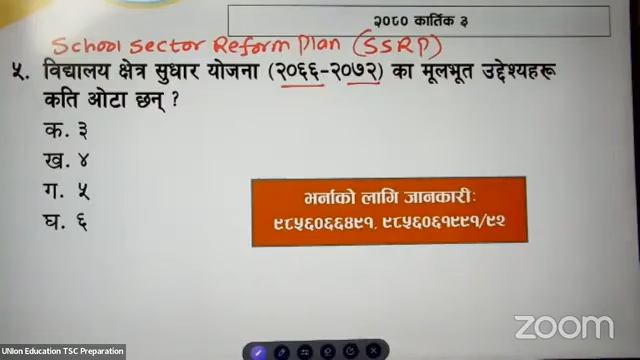 २०८० कार्तिक ३
School Sector Reform Plan (SSRP)
५. विद्यालय क्षेत्र सुधार योजना (२०६६-२०७२) का मूलभूत उद्देश्यहरू
कति ओटा छन् ?
क. ३
ख. ४
ग. ५
घ. ६
भर्नाको लागि जानकारीः
९८५६०६६४९१, ९८५६०६१९९१/९२
zoom
UNIon Education TSC Preparation